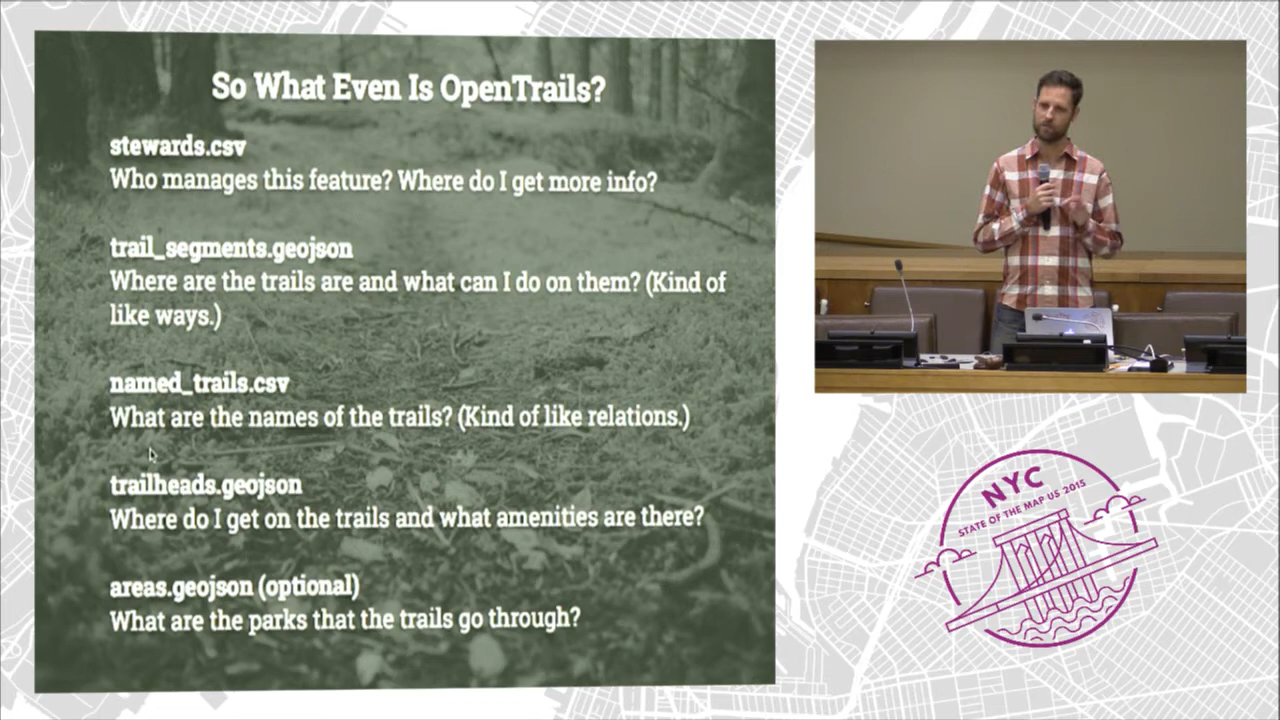 So What Even Is OpenTrails?
stewards.csv
Who manages this feature? Where do I get more info?
trail_segments.geojson
Where are the trails are and what can I do on them? (Kind of
like ways.)
named_trails.csv
What are the names of the trails? (Kind of like relations.)
trailheads.geojson
Where do I get on the trails and what amenities are there?
areas.geojson (optional)
What are the parks that the trails go through?
NYC
STATE OF THE MAP US 2015